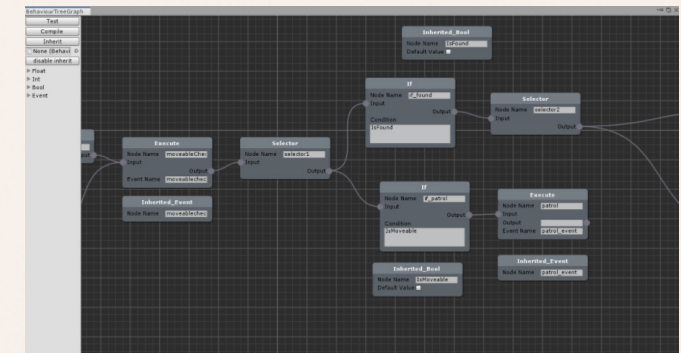 BehaviourTreeGraph
Test
Compile
Inherit
None (Behavi
disable inherit
Float
Int
Bool
Event
Execute
Node Name moveableChec
Input
Output
Event Name moveablechec
Inherited_Event
Node Name moveablechec
Selector
Node Name selector1
Input
Output
Inherited_Bool
Node Name IsFound
Default Value
If
Node Name if_found
Input
Output
Condition
IsFound
Selector
Node Name selector2
Input
Output
If
Node Name if_patrol
Input
Output
Condition
IsMoveable
Execute
Node Name patrol
Input
Output
Event Name patrol_event
Inherited_Bool
Node Name IsMoveable
Default Value
Inherited_Event
Node Name patrol_event